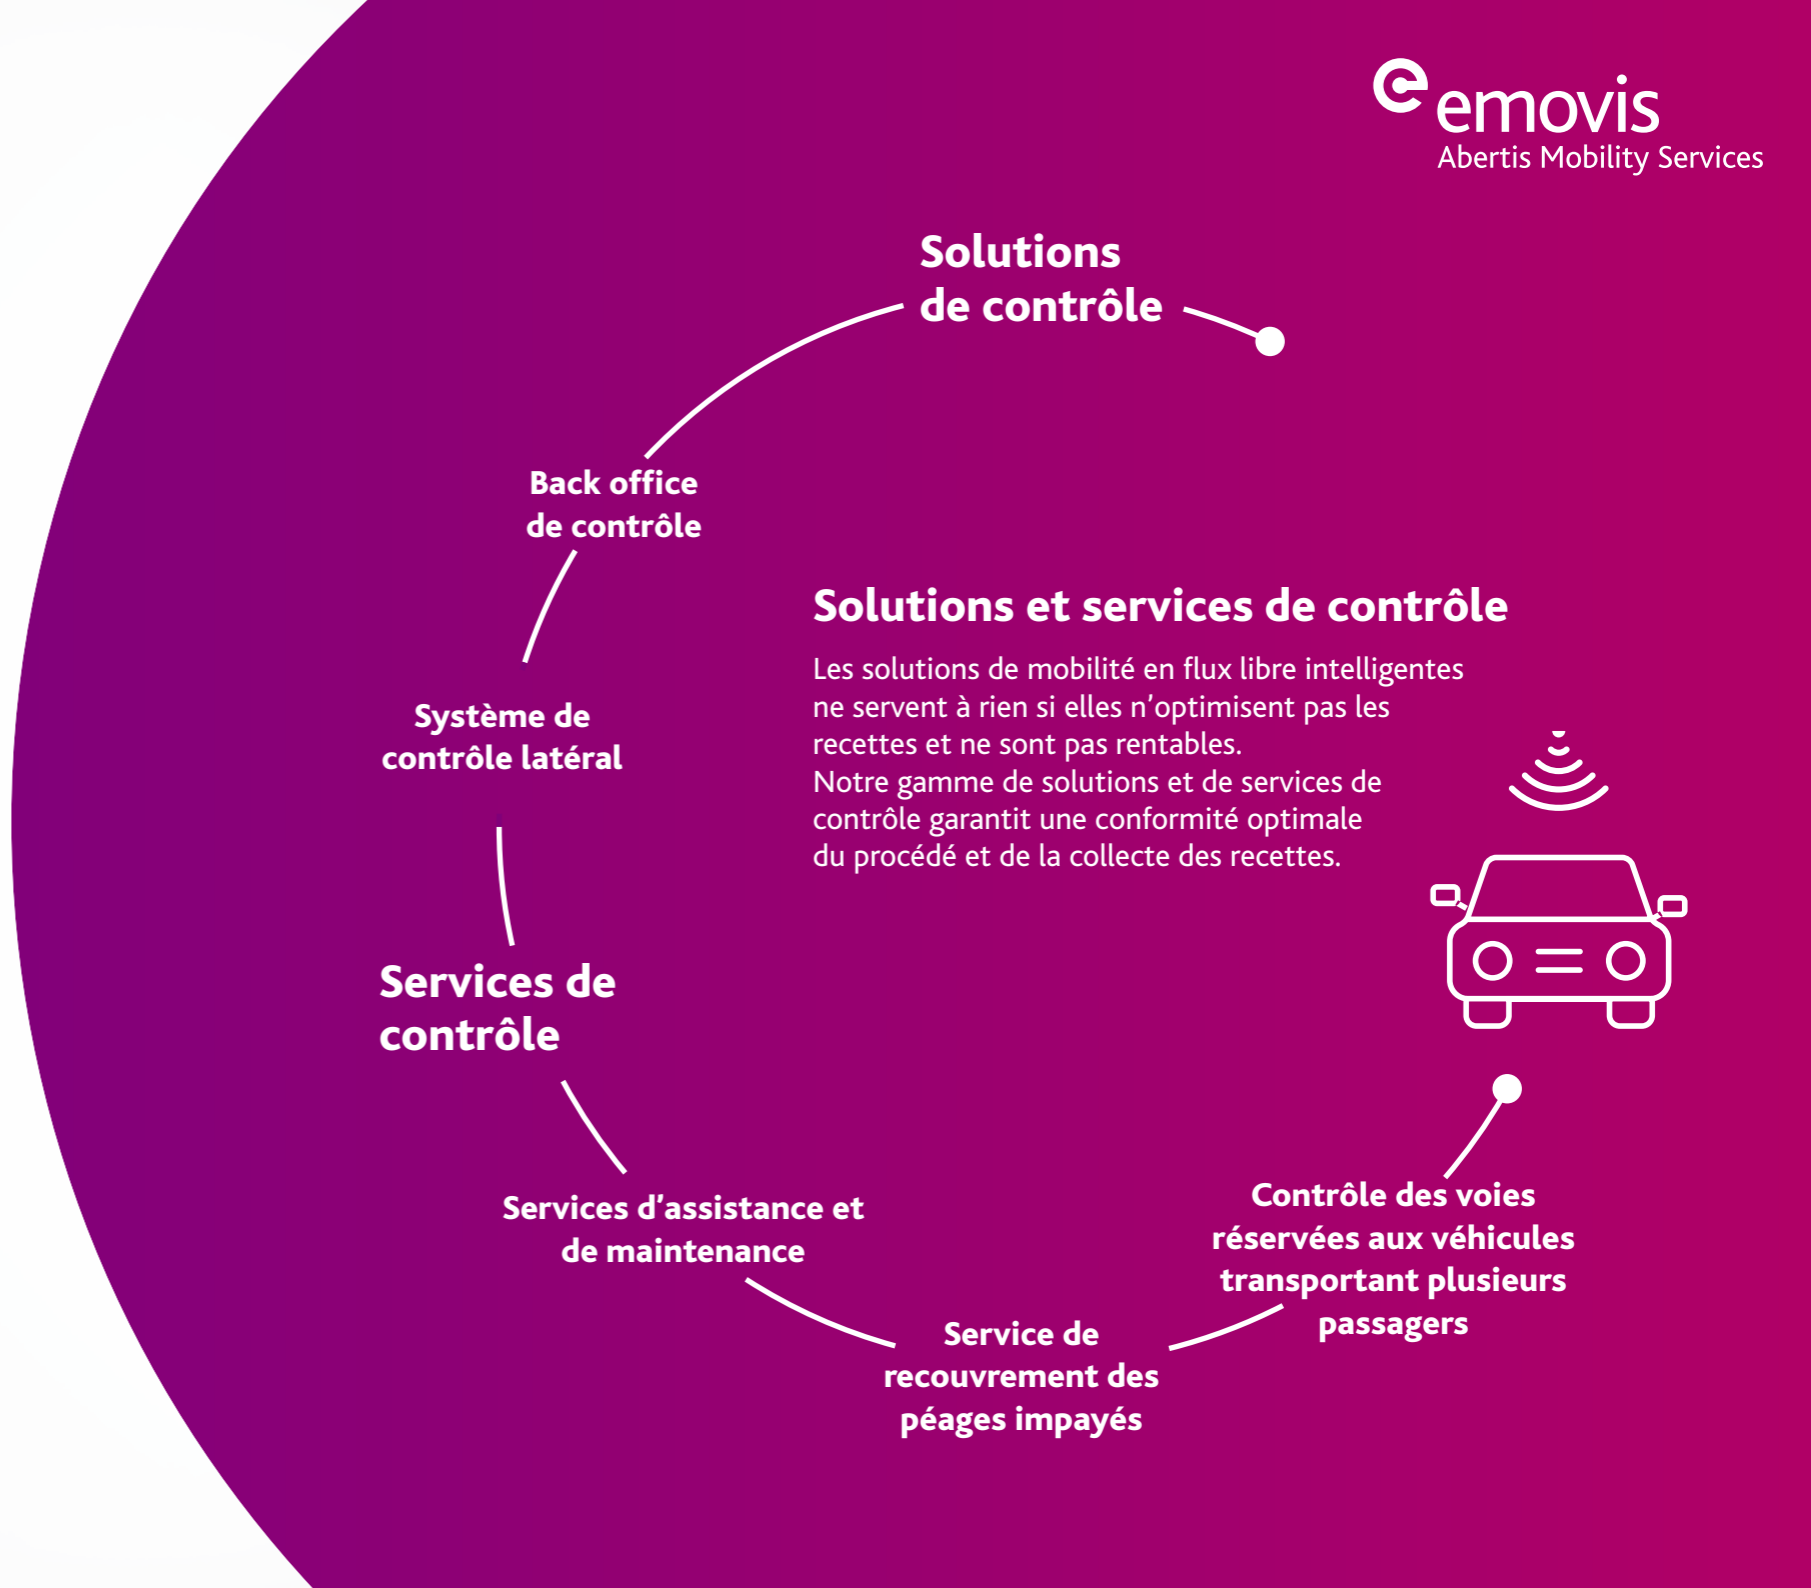 emovis
Abertis Mobility Services
Solutions
de contrôle
Back office
de contrôle
Système de
contrôle latéral
Services de
contrôle
Services d’assistance et
de maintenance
Service de
recouvrement des
péages impayés
Contrôle des voies
réservées aux véhicules
transportant plusieurs
passagers
Solutions et services de contrôle
Les solutions de mobilité en flux libre intelligentes
ne servent à rien si elles n’optimisent pas les
recettes et ne sont pas rentables.
Notre gamme de solutions et de services de
contrôle garantit une conformité optimale
du procédé et de la collecte des recettes.